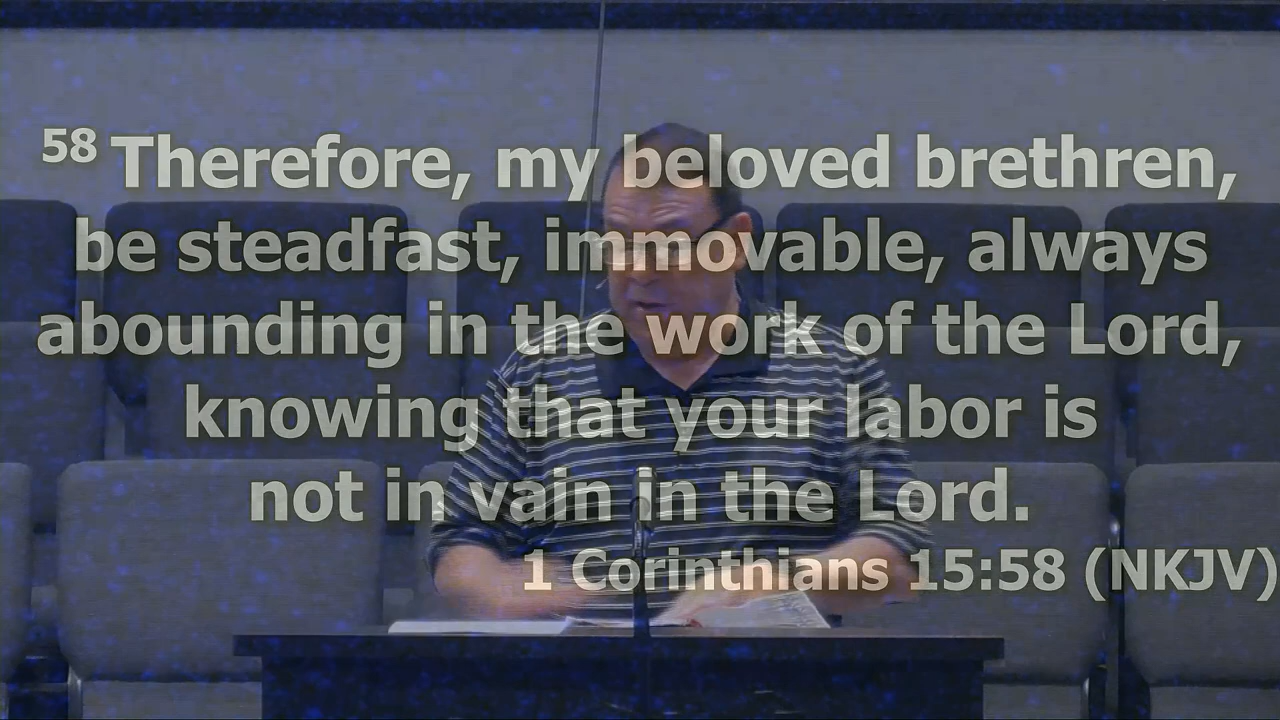 58 Therefore, my beloved brethren,
be steadfast, immovable, always
abounding in the work of the Lord,
knowing that your labor is
not in vain in the Lord.
1 Corinthians 15:58 (NKJV)